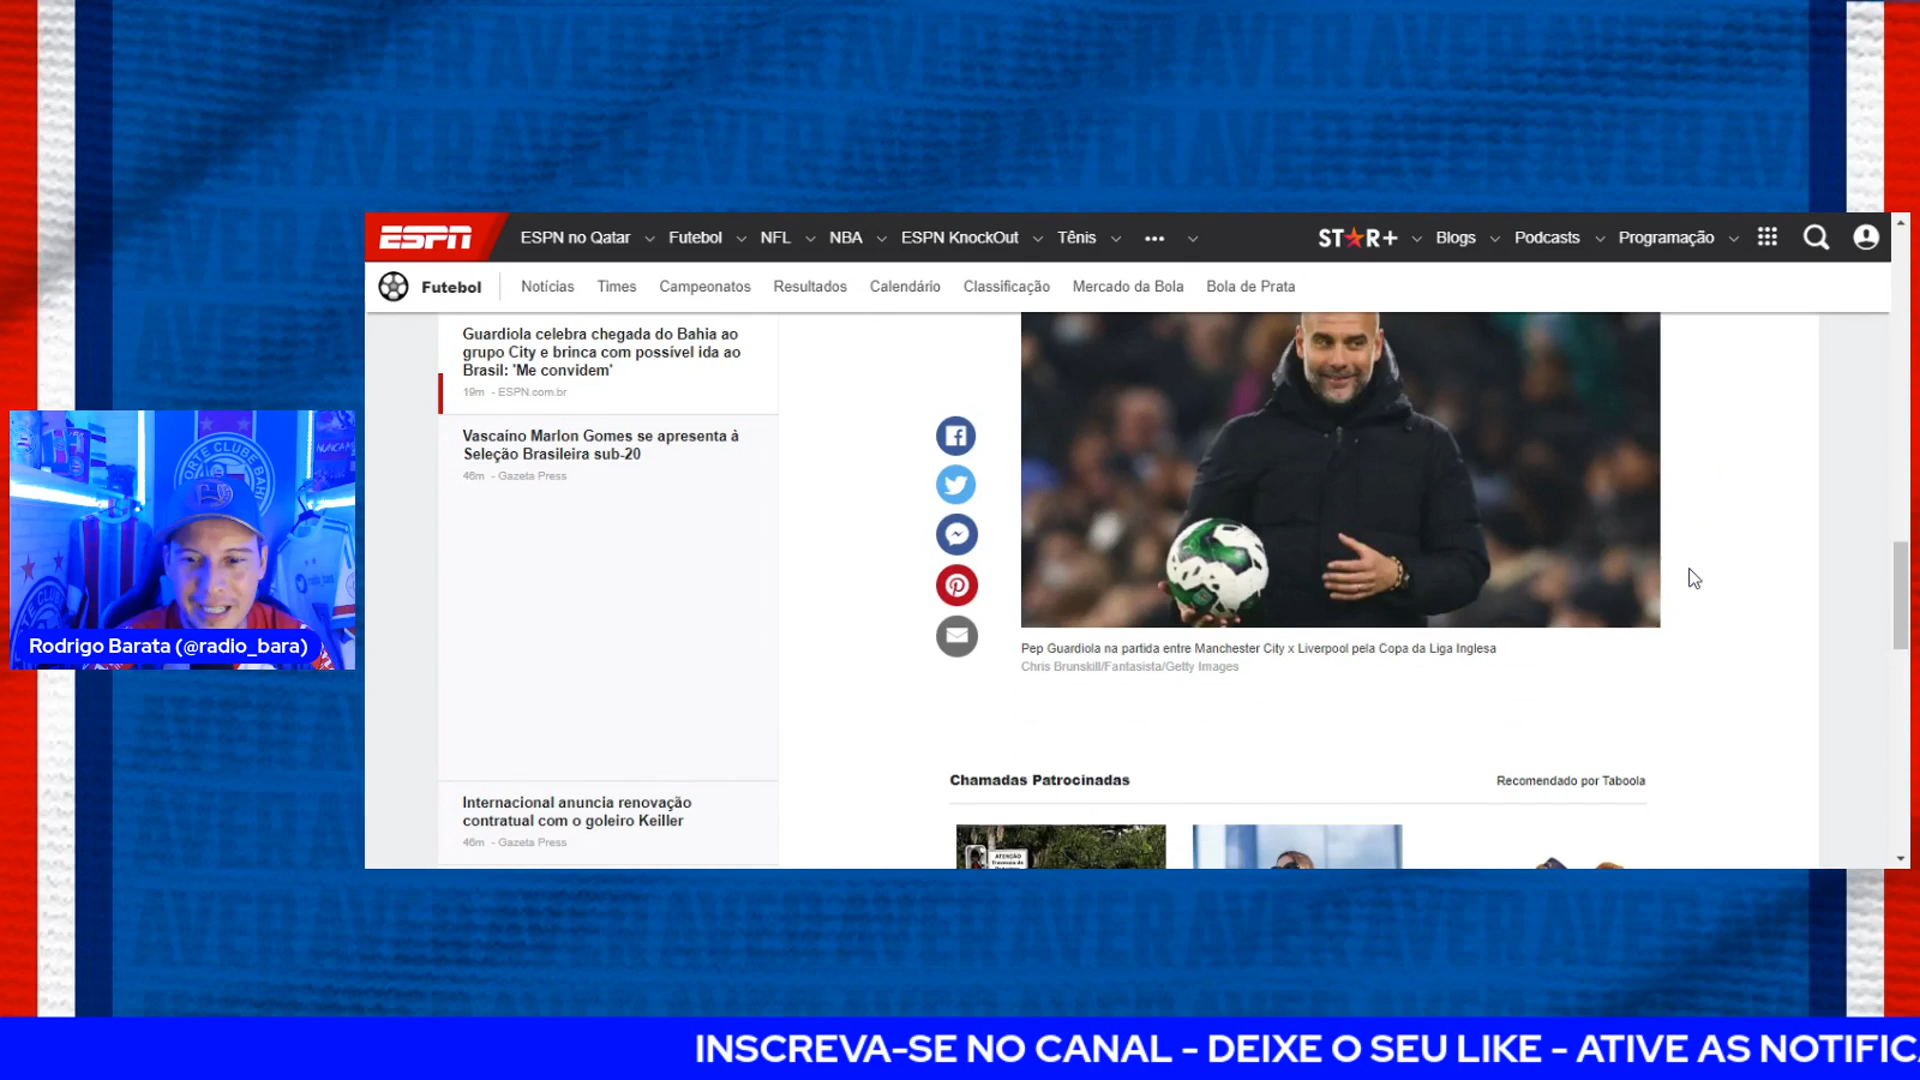 ESPN
ESPN no Qatar
Futebol
NFL
NBA
ESPN KnockOut
Tênis
STAR+
Blogs
Podcasts
Programação
Futebol
Notícias
Times
Campeonatos
Resultados
Calendário
Classificação
Mercado da Bola
Bola de Prata
Guardiola celebra chegada do Bahia ao
grupo City e brinca com possível ida ao
Brasil: 'Me convidem'
19m - ESPN.com.br
Vascaíno Marlon Gomes se apresenta à
Seleção Brasileira sub-20
46m - Gazeta Press
Internacional anuncia renovação
contratual com o goleiro Keiller
46m - Gazeta Press
Pep Guardiola na partida entre Manchester City x Liverpool pela Copa da Liga Inglesa
Chris Brunskill/Fantasista/Getty Images
Chamadas Patrocinadas
Recomendado por Taboola
ATENÇÃO
Rodrigo Barata (@radio_bara)
INSCREVA-SE NO CANAL - DEIXE O SEU LIKE - ATIVE AS NOTIFICA